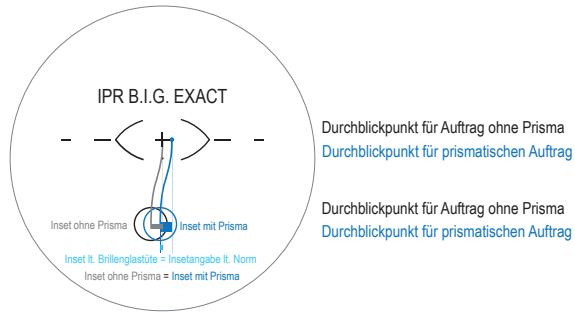 IPR B.I.G. EXACT
Durchblickpunkt für Auftrag ohne Prisma
Durchblickpunkt für prismatischen Auftrag
Durchblickpunkt für Auftrag ohne Prisma
Durchblickpunkt für prismatischen Auftrag
Inset ohne Prisma
Inset mit Prisma
Inset lt. Brillenglastüte = Insetangabe lt. Norm
Inset ohne Prisma = Inset mit Prisma